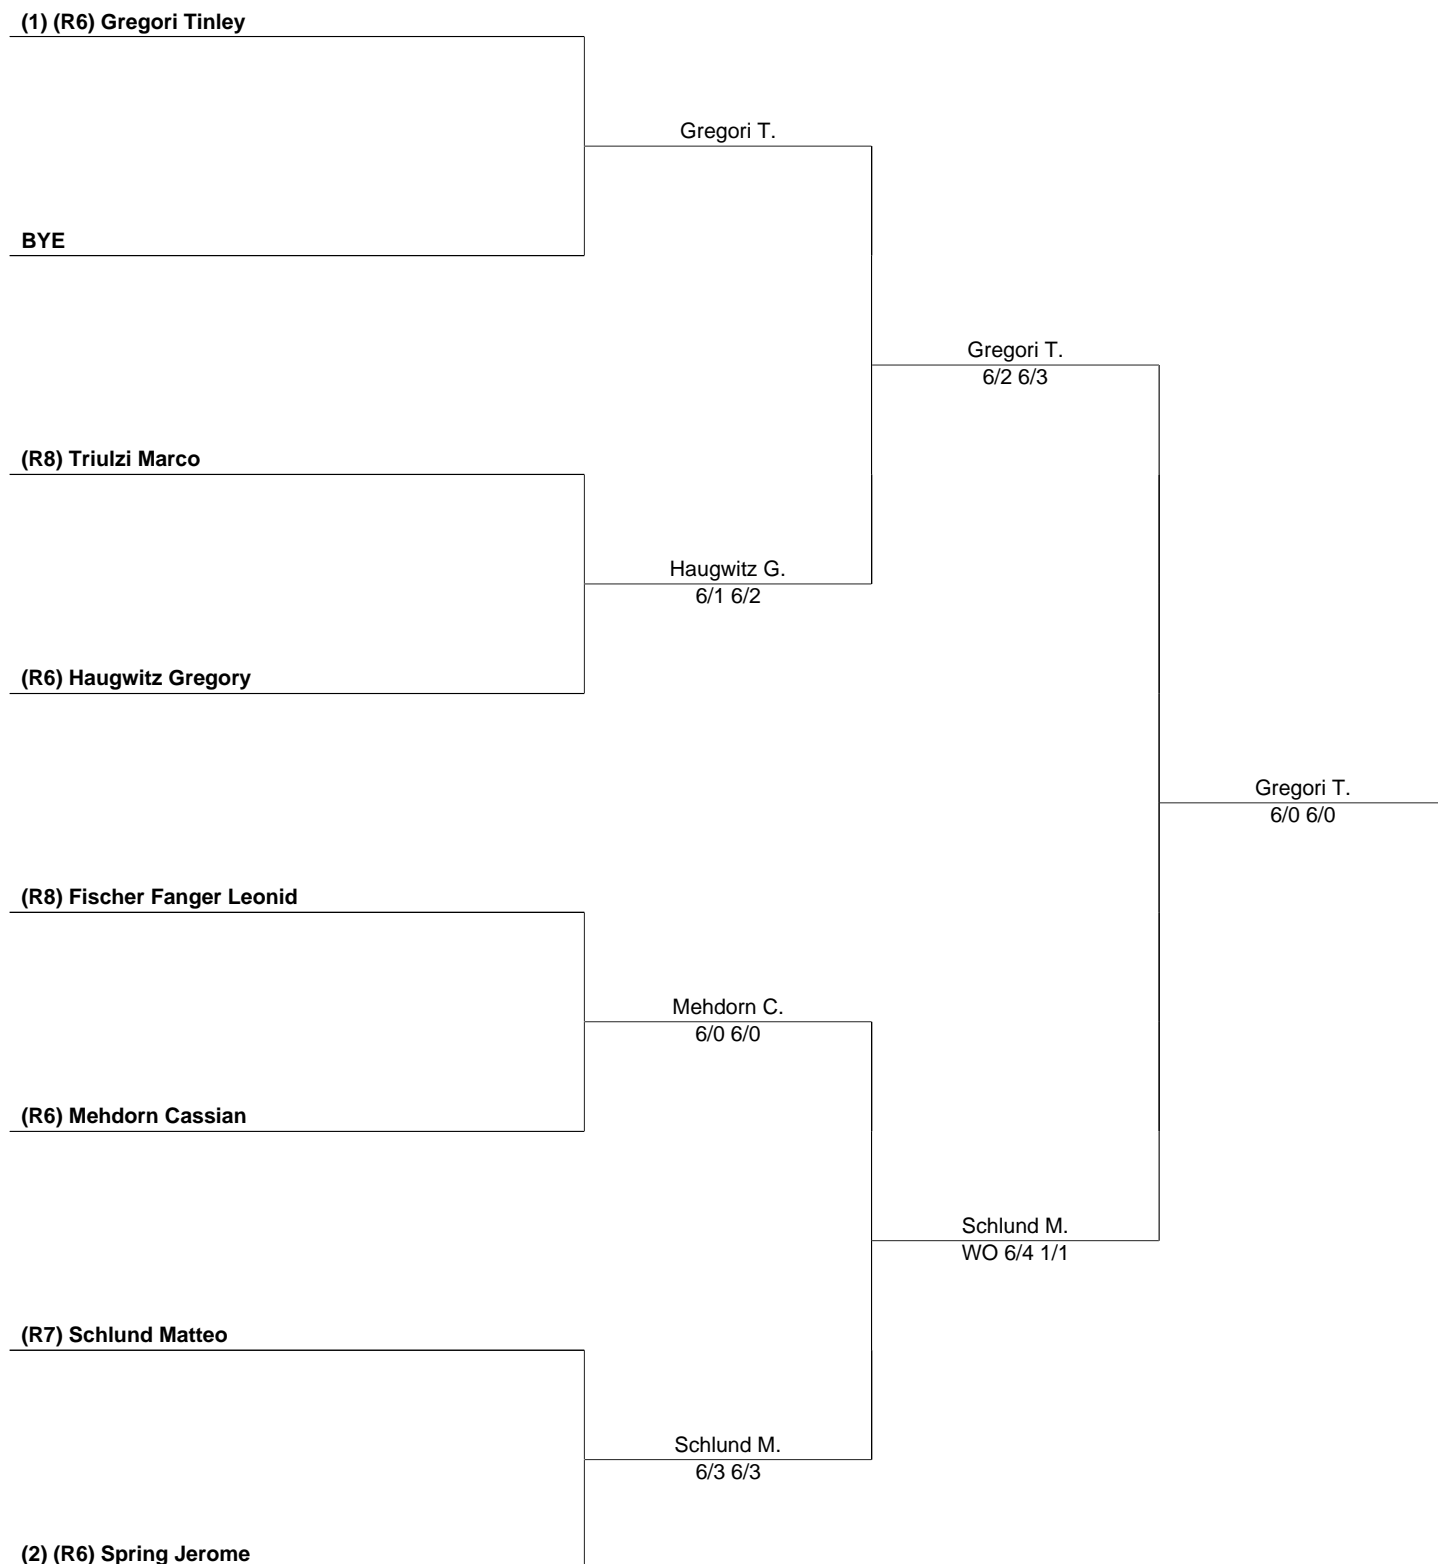 (1) (R6) Gregori Tinley
Gregori T.
BYE
Gregori T.
6/2 6/3
(R8) Triulzi Marco
Haugwitz G.
6/1 6/2
(R6) Haugwitz Gregory
Gregori T.
6/0 6/0
(R8) Fischer Fanger Leonid
Mehdorn C.
6/0 6/0
(R6) Mehdorn Cassian
Schlund M.
WO 6/4 1/1
(R7) Schlund Matteo
Schlund M.
6/3 6/3
(2) (R6) Spring Jerome